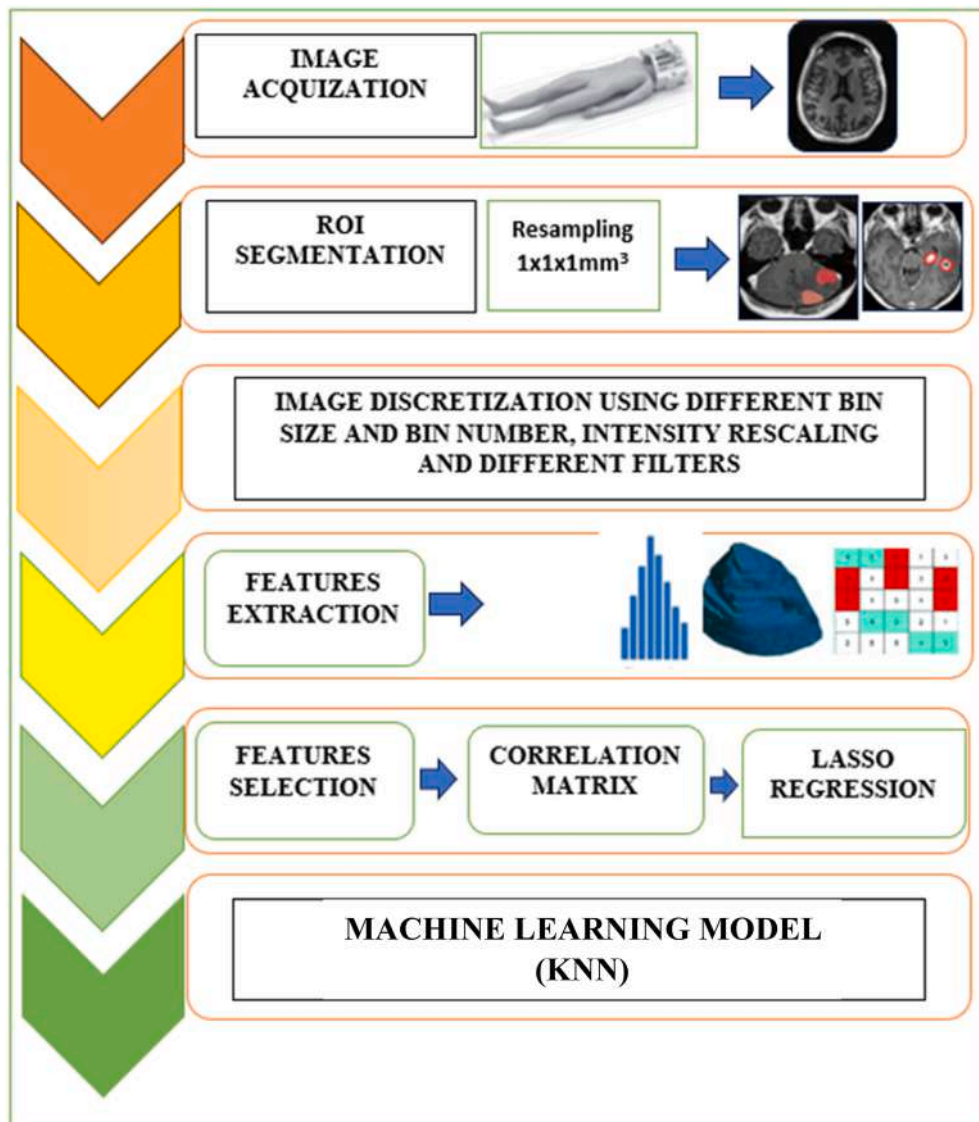 IMAGE
ACQUIZATION
ROI
SEGMENTATION
Resampling
1x1x1mm³
IMAGE DISCRETIZATION USING DIFFERENT BIN
SIZE AND BIN NUMBER, INTENSITY RESCALING
AND DIFFERENT FILTERS
FEATURES
EXTRACTION
FEATURES
SELECTION
CORRELATION
MATRIX
LASSO
REGRESSION
MACHINE LEARNING MODEL
(KNN)